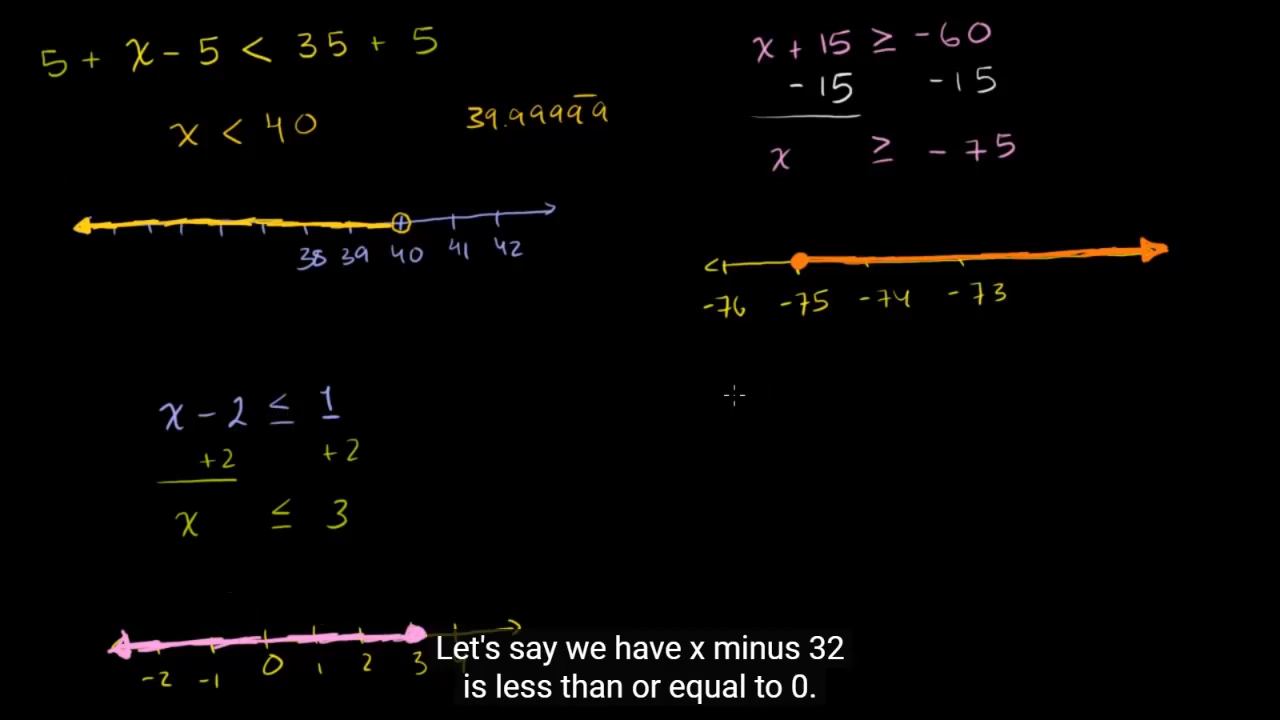 5 + x - 5 < 35 + 5
x < 40
39.99999̅9
38 39 40 41 42
x - 2 ≤ 1
+2 +2
x ≤ 3
-2 -1 0 1 2 3
x + 15 ≥ -60
-15 -15
x ≥ -75
-76 -75 -74 -73
Let's say we have x minus 32
is less than or equal to 0.